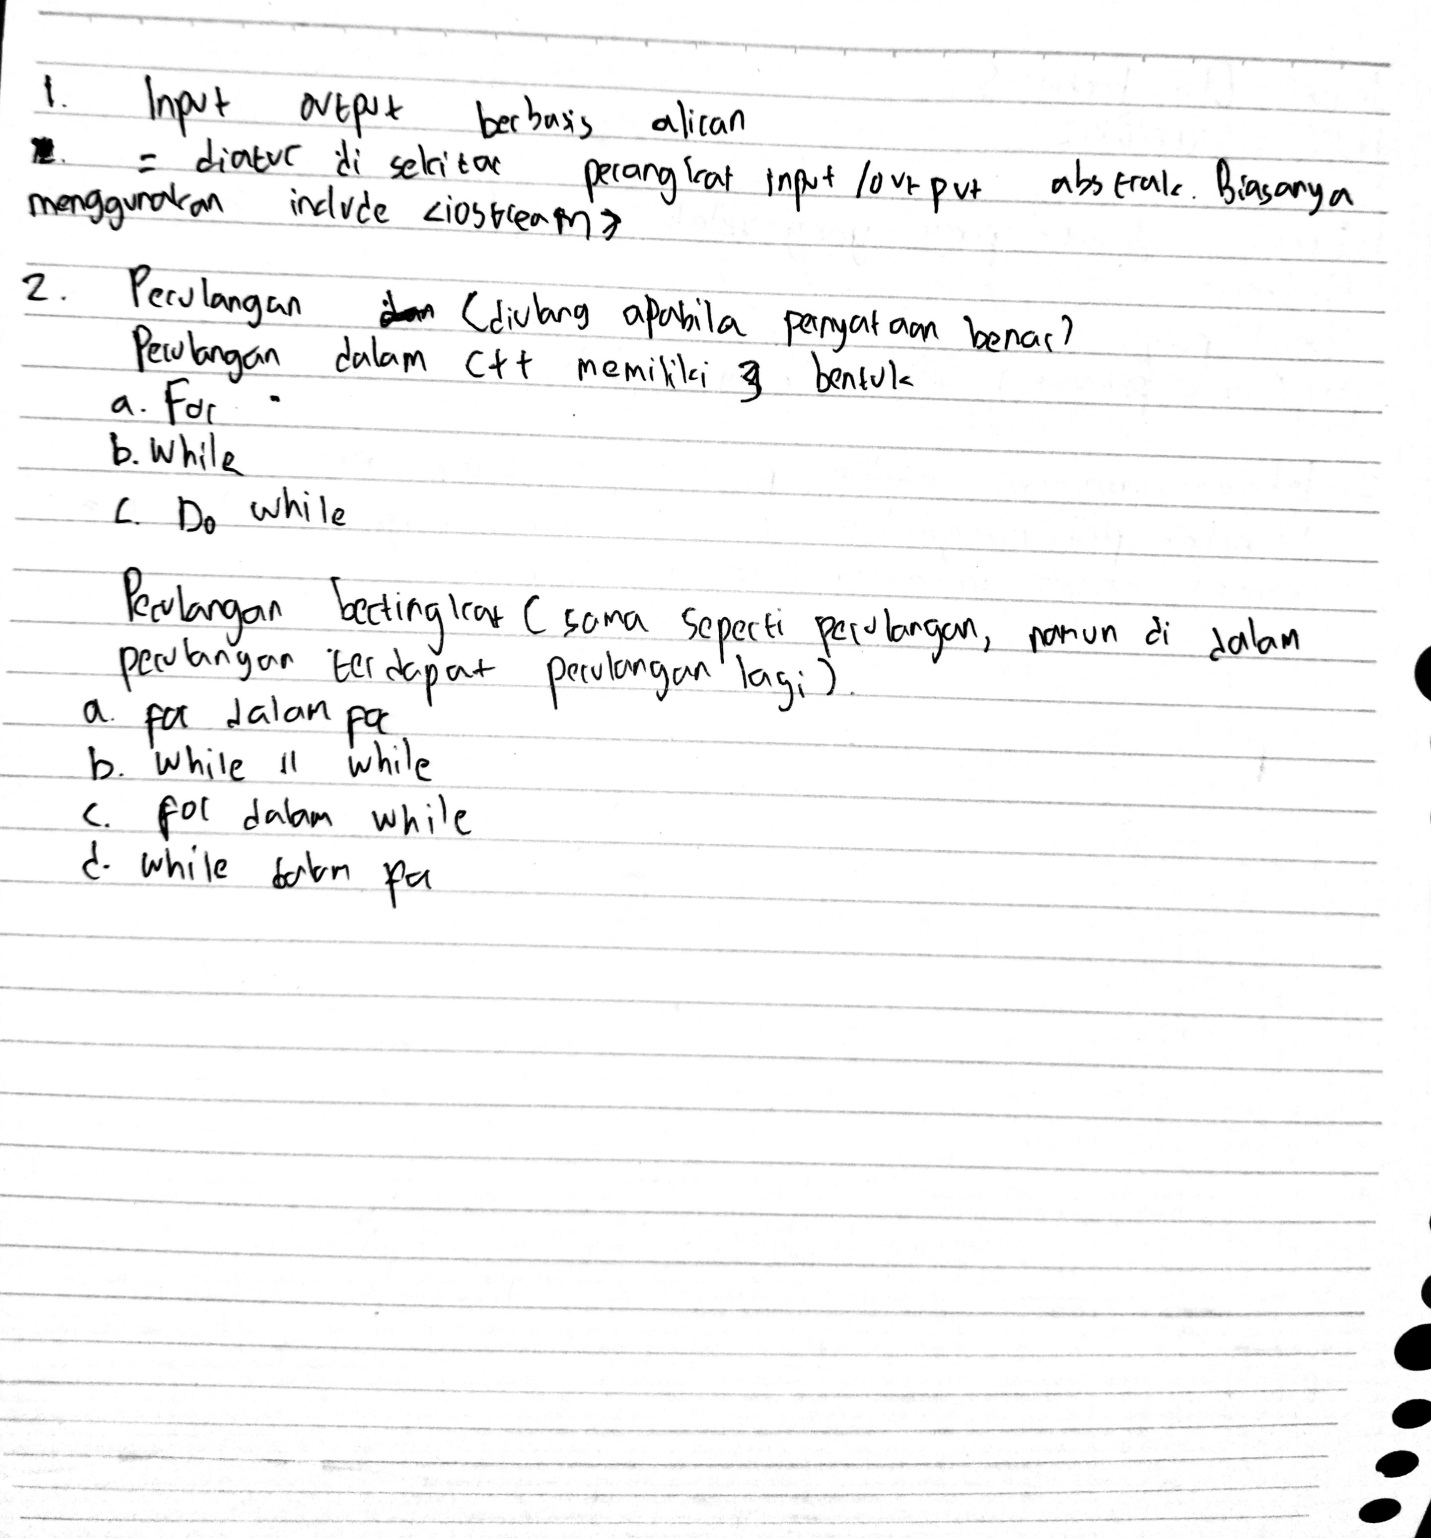 1. Input output berbasis aliran
= diatur di sekitar perangkat input /output abstrak. Biasanya
menggunakan include <iostream>
2. Perulangan (diulang apabila pernyataan benar)
Perulangan dalam C++ memiliki 3 bentuk
a. For
b. While
c. Do while
Perulangan bertingkat (sama seperti perulangan, namun di dalam
perulangan terdapat perulangan lagi).
a. for dalam for
b. while " while
c. for dalam while
d. while dalam for